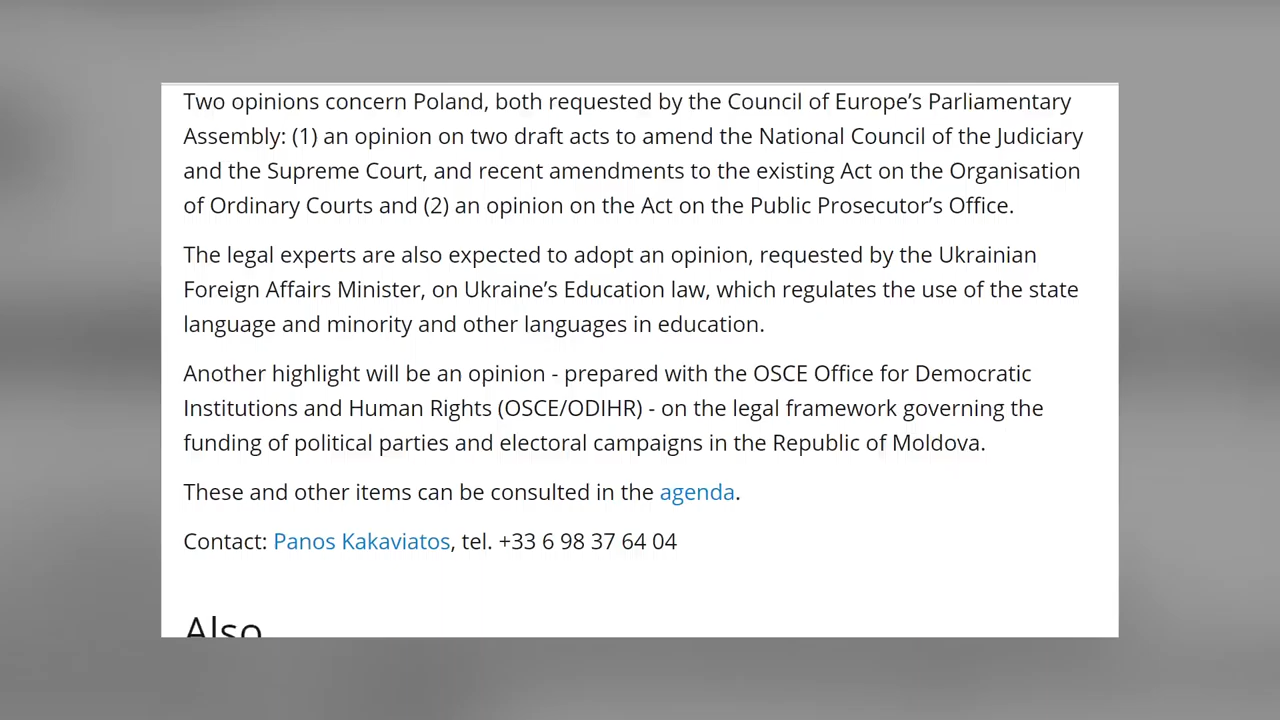 Two opinions concern Poland, both requested by the Council of Europe’s Parliamentary
Assembly: (1) an opinion on two draft acts to amend the National Council of the Judiciary
and the Supreme Court, and recent amendments to the existing Act on the Organisation
of Ordinary Courts and (2) an opinion on the Act on the Public Prosecutor’s Office.
The legal experts are also expected to adopt an opinion, requested by the Ukrainian
Foreign Affairs Minister, on Ukraine’s Education law, which regulates the use of the state
language and minority and other languages in education.
Another highlight will be an opinion - prepared with the OSCE Office for Democratic
Institutions and Human Rights (OSCE/ODIHR) - on the legal framework governing the
funding of political parties and electoral campaigns in the Republic of Moldova.
These and other items can be consulted in the agenda.
Contact: Panos Kakaviatos, tel. +33 6 98 37 64 04
Also